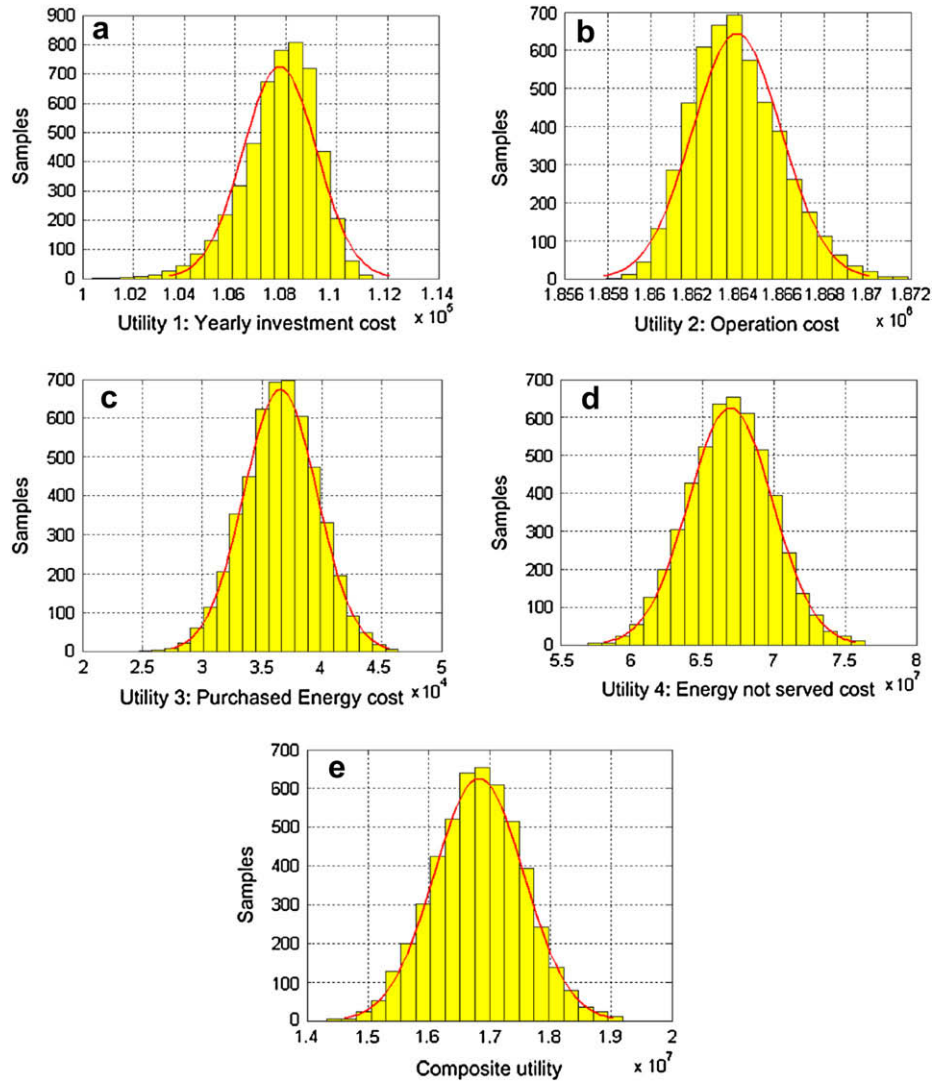 a
900
800
700
600
500
400
300
200
100
0
Samples
1 1.02 1.04 1.06 1.08 1.1 1.12 1.14
Utility 1: Yearly investment cost × 10^5
b
700
600
500
400
300
200
100
0
Samples
1.856 1.858 1.86 1.862 1.864 1.866 1.868 1.87 1.872
Utility 2: Operation cost × 10^6
c
700
600
500
400
300
200
100
0
Samples
2 2.5 3 3.5 4 4.5 5
Utility 3: Purchased Energy cost ×10^4
d
700
600
500
400
300
200
100
0
Samples
5.5 6 6.5 7 7.5 8
Utility 4: Energy not served cost × 10^7
e
700
600
500
400
300
200
100
0
Samples
1.4 1.5 1.6 1.7 1.8 1.9 2
Composite utility × 10^7